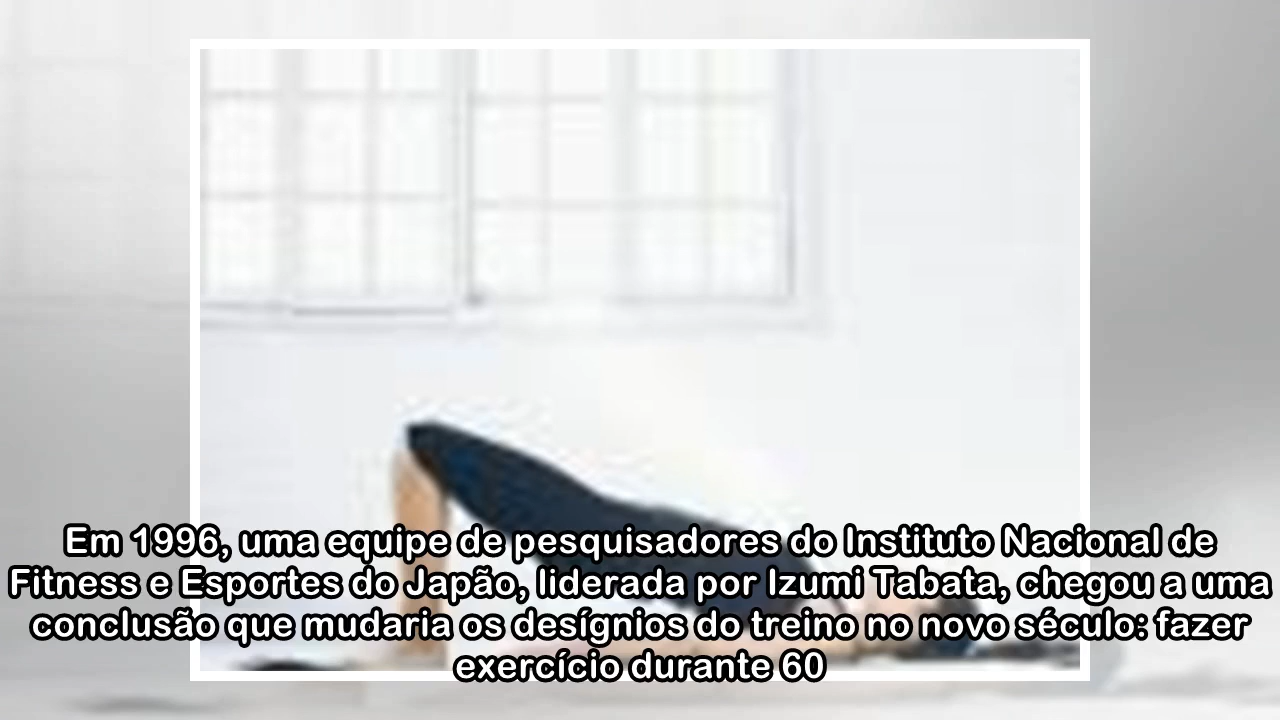 Em 1996, uma equipe de pesquisadores do Instituto Nacional de
Fitness e Esportes do Japão, liderada por Izumi Tabata, chegou a uma
conclusão que mudaria os desígnios do treino no novo século: fazer
exercício durante 60